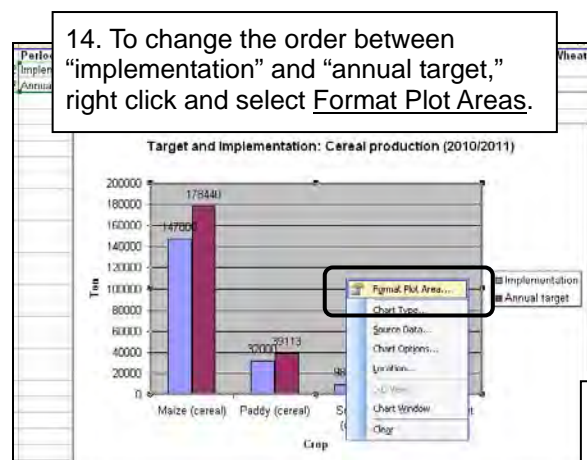 14. To change the order between
“implementation” and “annual target,”
right click and select Format Plot Areas.
Wheat
Target and Implementation: Cereal production (2010/2011)
200000
180000
160000
140000
120000
100000
80000
60000
40000
20000
0
Ton
178440
32000
39113
Maize (cereal)
Paddy (cereal)
Crop
Implementation
Annual target
Format Plot Area...
Chart Type...
Source Data...
Chart Options...
Location...
Chart Window
Clear